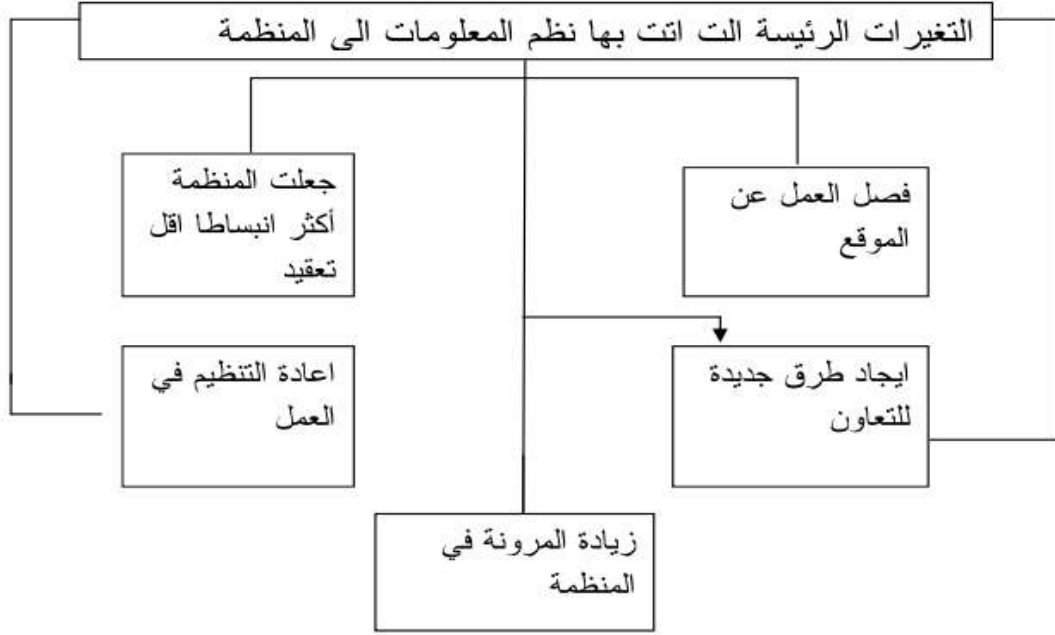 التغيرات الرئيسة الت اتت بها نظم المعلومات الى المنظمة
فصل العمل عن
الموقع
جعلت المنظمة
أكثر انبساطا اقل
تعقيد
ايجاد طرق جديدة
للتعاون
اعادة التنظيم في
العمل
زيادة المرونة في
المنظمة